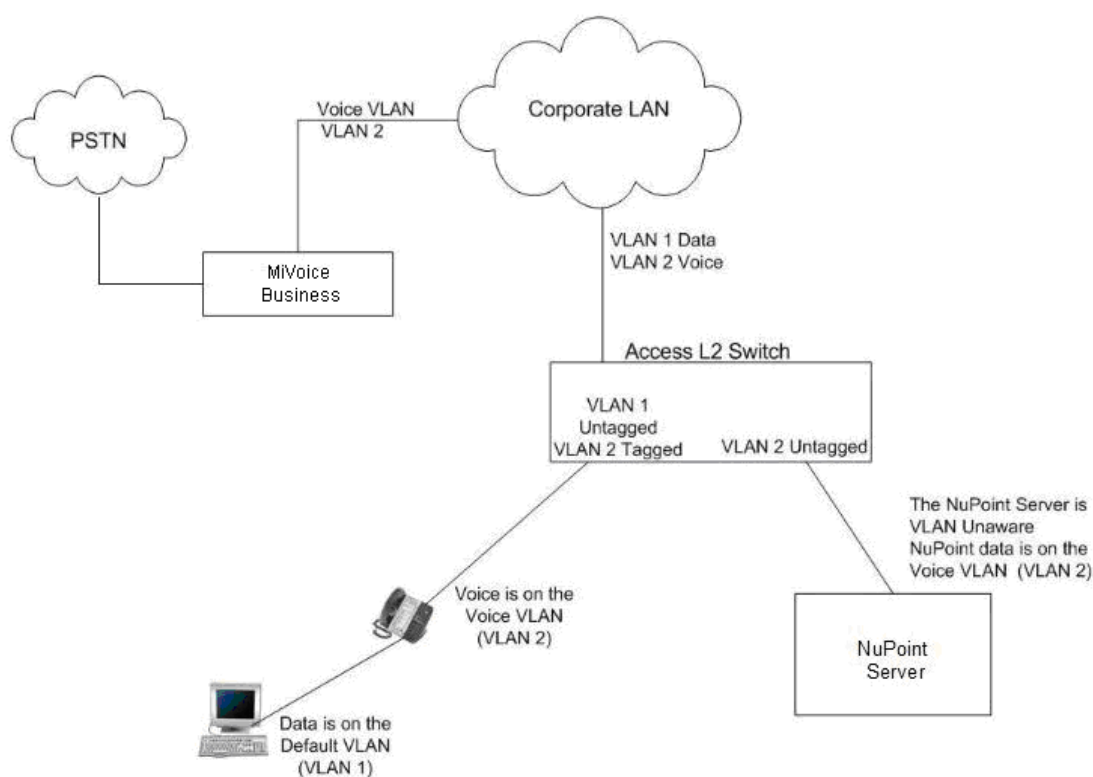 PSTN
Voice VLAN
VLAN 2
Corporate LAN
MiVoice
Business
VLAN 1 Data
VLAN 2 Voice
Access L2 Switch
VLAN 1
Untagged
VLAN 2 Tagged
VLAN 2 Untagged
The NuPoint Server is
VLAN Unaware
NuPoint data is on the
Voice VLAN (VLAN 2)
Voice is on the
Voice VLAN
(VLAN 2)
NuPoint
Server
Data is on the
Default VLAN
(VLAN 1)